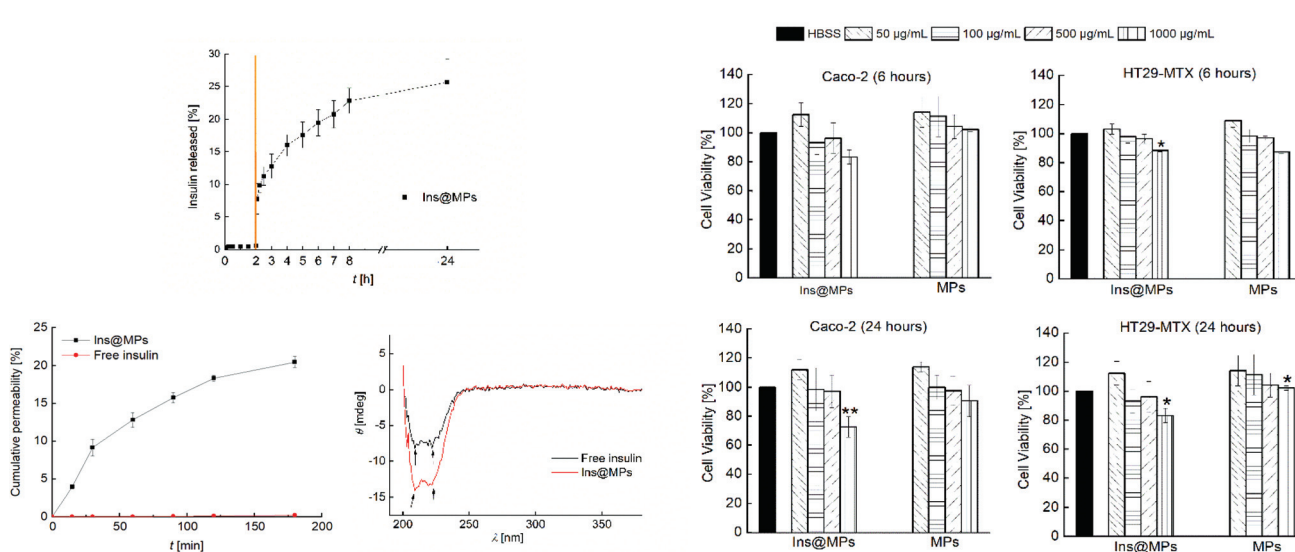 30
25
20
15
10
5
0
Insulin released [%]
Ins@MPs
0 2 3 4 5 6 7 8 24
t [h]
25
20
15
10
5
0
Cumulative permeability [%]
Ins@MPs
Free insulin
0 50 100 150 200
t [min]
5
0
-5
-10
-15
θ [mdeg]
Free insulin
Ins@MPs
200 250 300 350
λ [nm]
HBSS 50 µg/mL 100 µg/mL 500 µg/mL 1000 µg/mL
Caco-2 (6 hours)
140
120
100
80
60
40
20
0
Cell Viability [%]
Ins@MPs MPs
HT29-MTX (6 hours)
140
120
100
80
60
40
20
0
Cell Viability [%]
*
Ins@MPs MPs
Caco-2 (24 hours)
140
120
100
80
60
40
20
0
Cell Viability [%]
**
Ins@MPs MPs
HT29-MTX (24 hours)
140
120
100
80
60
40
20
0
Cell Viability [%]
* *
Ins@MPs MPs